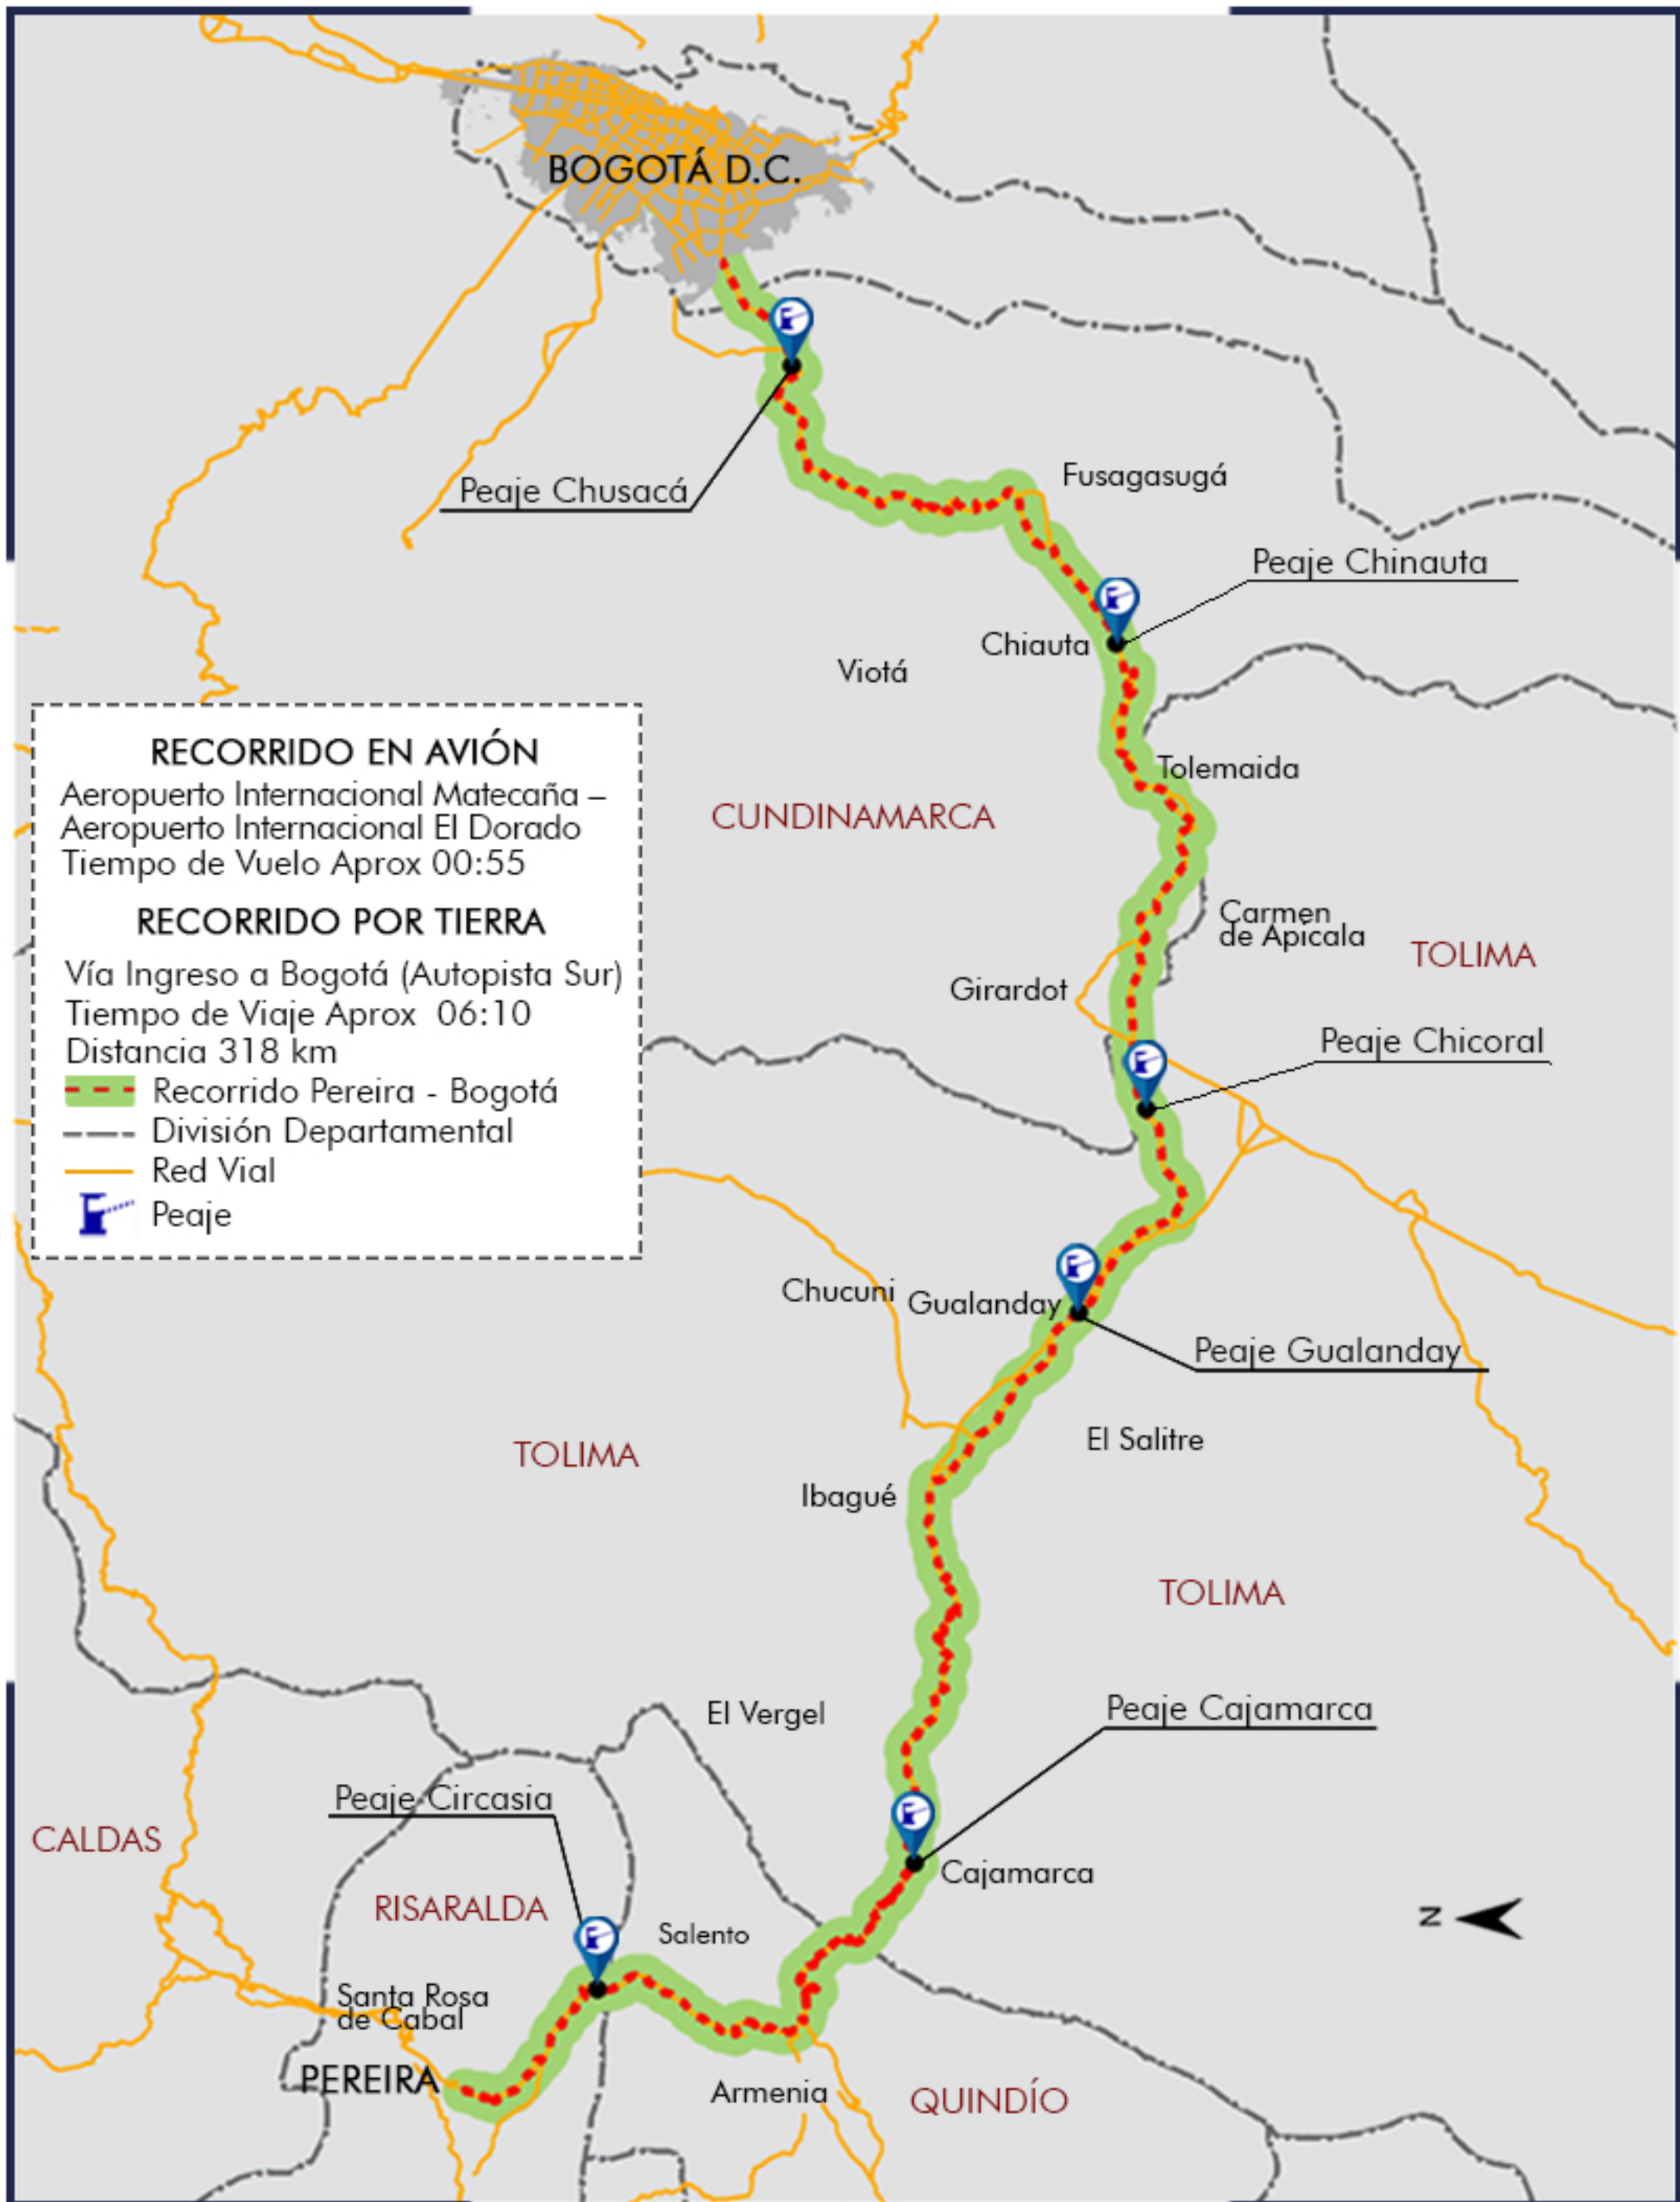 BOGOTÁ D.C.
Peaje Chusacá
Fusagasugá
Peaje Chinauta
Chiauta
Viotá
Tolemaida
RECORRIDO EN AVIÓN
Aeropuerto Internacional Matecaña –
Aeropuerto Internacional El Dorado
Tiempo de Vuelo Aprox 00:55
RECORRIDO POR TIERRA
Vía Ingreso a Bogotá (Autopista Sur)
Tiempo de Viaje Aprox 06:10
Distancia 318 km
Recorrido Pereira - Bogotá
División Departamental
Red Vial
Peaje
CUNDINAMARCA
Carmen
de Apicala
TOLIMA
Girardot
Peaje Chicoral
Chucuni
Gualanday
Peaje Gualanday
El Salitre
TOLIMA
Ibagué
TOLIMA
El Vergel
Peaje Cajamarca
Peaje Circasia
CALDAS
Cajamarca
RISARALDA
Salento
N
Santa Rosa
de Cabal
PEREIRA
Armenia
QUINDÍO